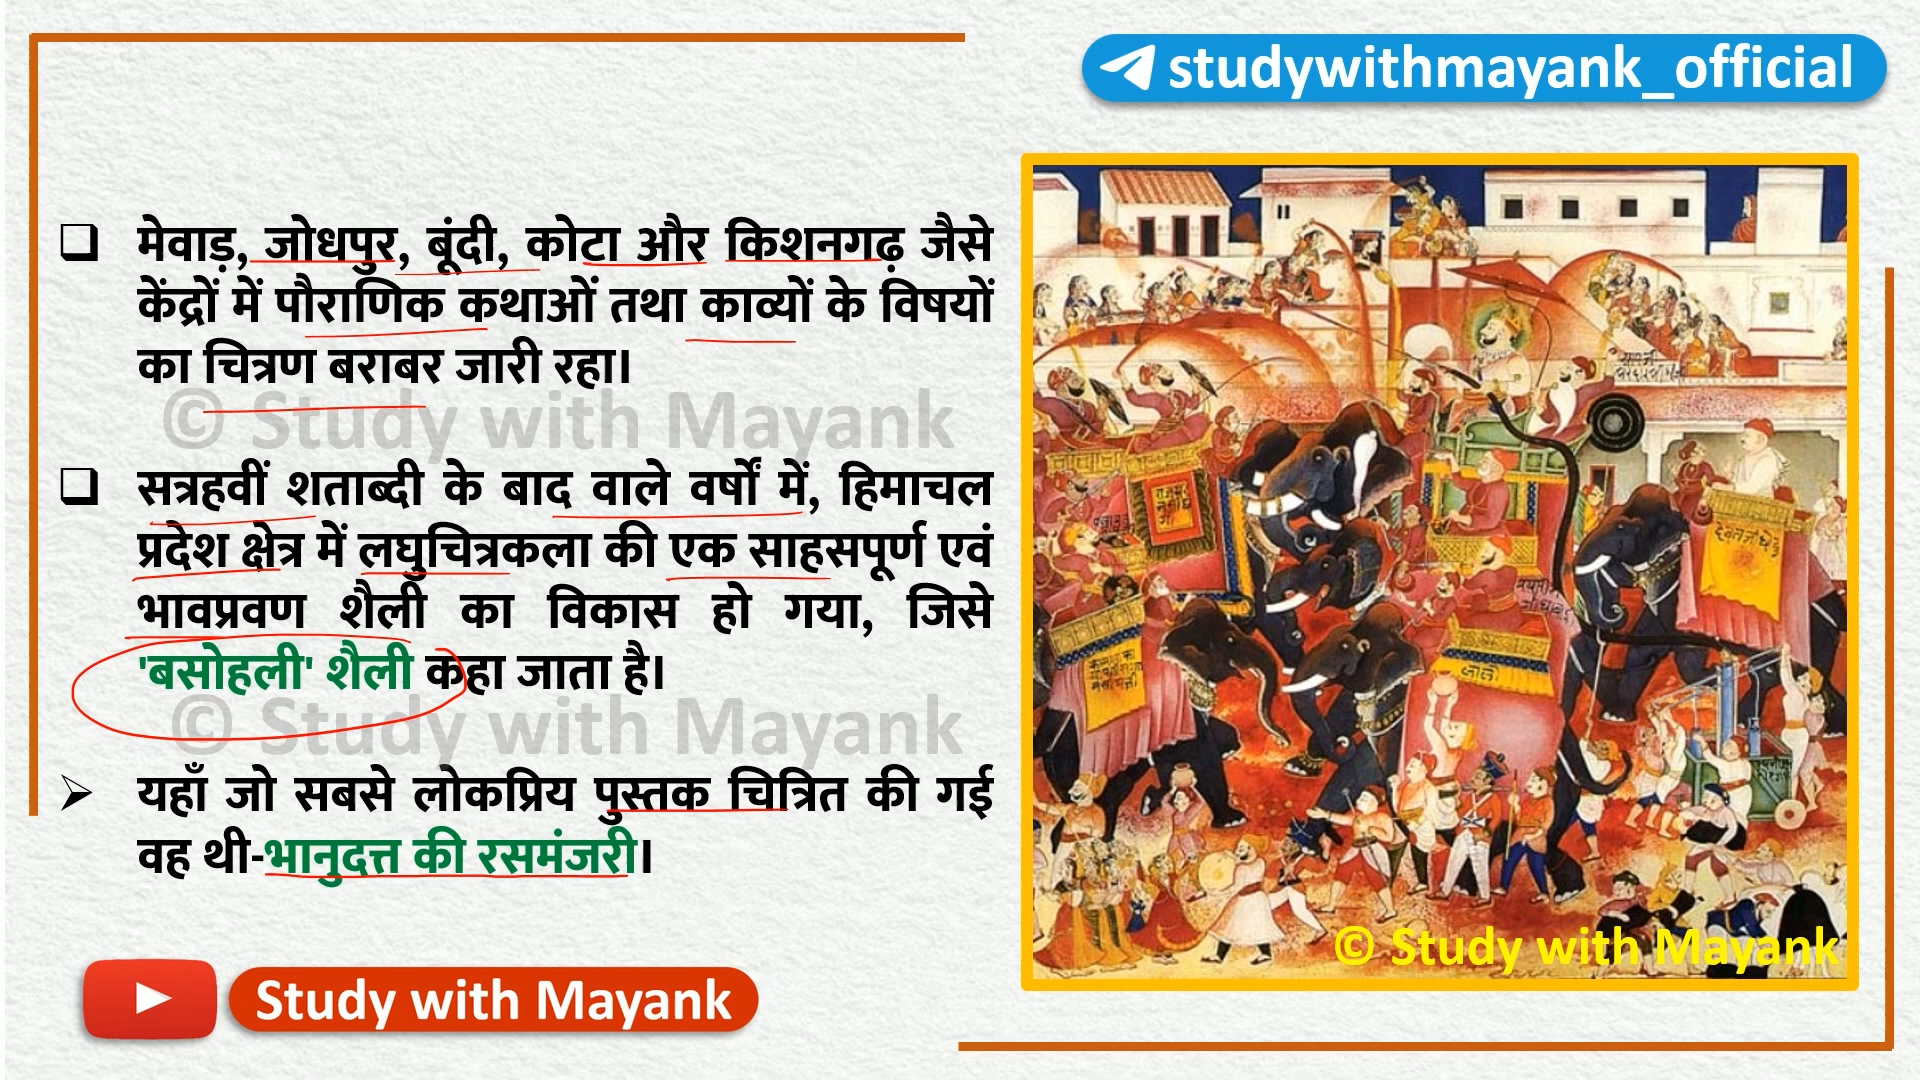 studywithmayank_official
मेवाड़, जोधपुर, बूंदी, कोटा और किशनगढ़ जैसे
केंद्रों में पौराणिक कथाओं तथा काव्यों के विषयों
का चित्रण बराबर जारी रहा।
© Study with Mayank
सत्रहवीं शताब्दी के बाद वाले वर्षों में, हिमाचल
प्रदेश क्षेत्र में लघुचित्रकला की एक साहसपूर्ण एवं
भावप्रवण शैली का विकास हो गया, जिसे
'बसोहली' शैली कहा जाता है।
© Study with Mayank
यहाँ जो सबसे लोकप्रिय पुस्तक चित्रित की गई
वह थी-भानुदत्त की रसमंजरी।
© Study with Mayank
Study with Mayank